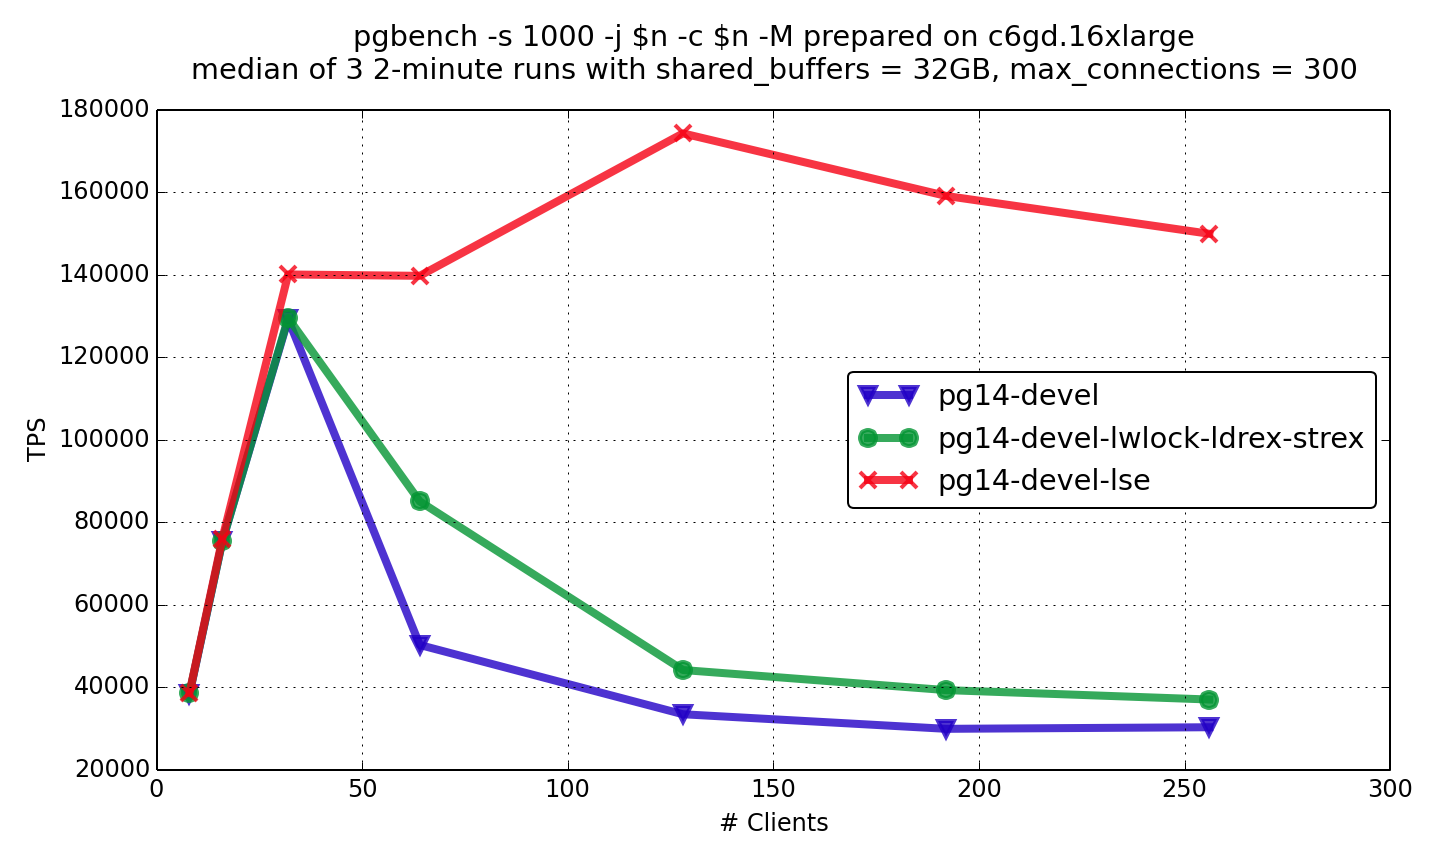 pgbench -s 1000 -j $n -c $n -M prepared on c6gd.16xlarge
median of 3 2-minute runs with shared_buffers = 32GB, max_connections = 300
180000
160000
140000
120000
100000
80000
60000
40000
20000
TPS
pg14-devel
pg14-devel-lwlock-ldrex-strex
pg14-devel-lse
0 50 100 150 200 250 300
# Clients